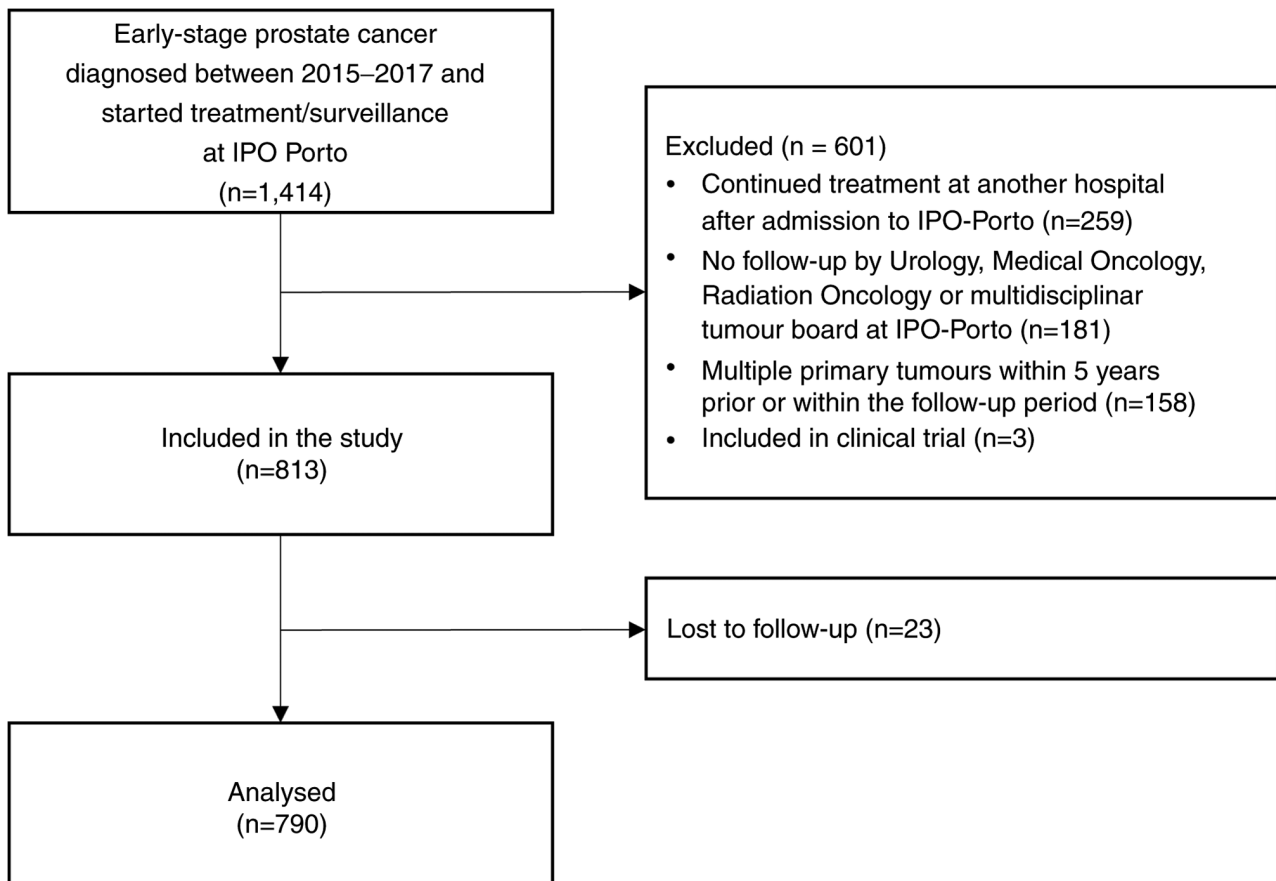 Early-stage prostate cancer
diagnosed between 2015–2017 and
started treatment/surveillance
at IPO Porto
(n=1,414)
Excluded (n = 601)
• Continued treatment at another hospital
after admission to IPO-Porto (n=259)
• No follow-up by Urology, Medical Oncology,
Radiation Oncology or multidisciplinar
tumour board at IPO-Porto (n=181)
• Multiple primary tumours within 5 years
prior or within the follow-up period (n=158)
• Included in clinical trial (n=3)
Included in the study
(n=813)
Lost to follow-up (n=23)
Analysed
(n=790)